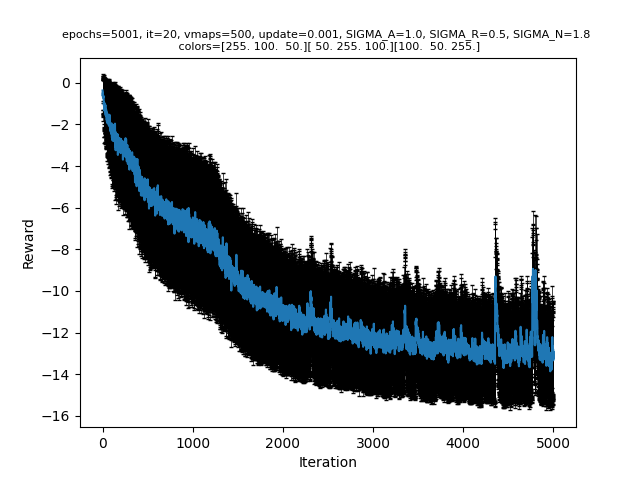 epochs=5001, it=20, vmaps=500, update=0.001, SIGMA_A=1.0, SIGMA_R=0.5, SIGMA_N=1.8
colors=[255. 100.  50.][ 50. 255. 100.][100.  50. 255.]
0
−2
−4
−6
−8
−10
−12
−14
−16
Reward
0 1000 2000 3000 4000 5000
Iteration